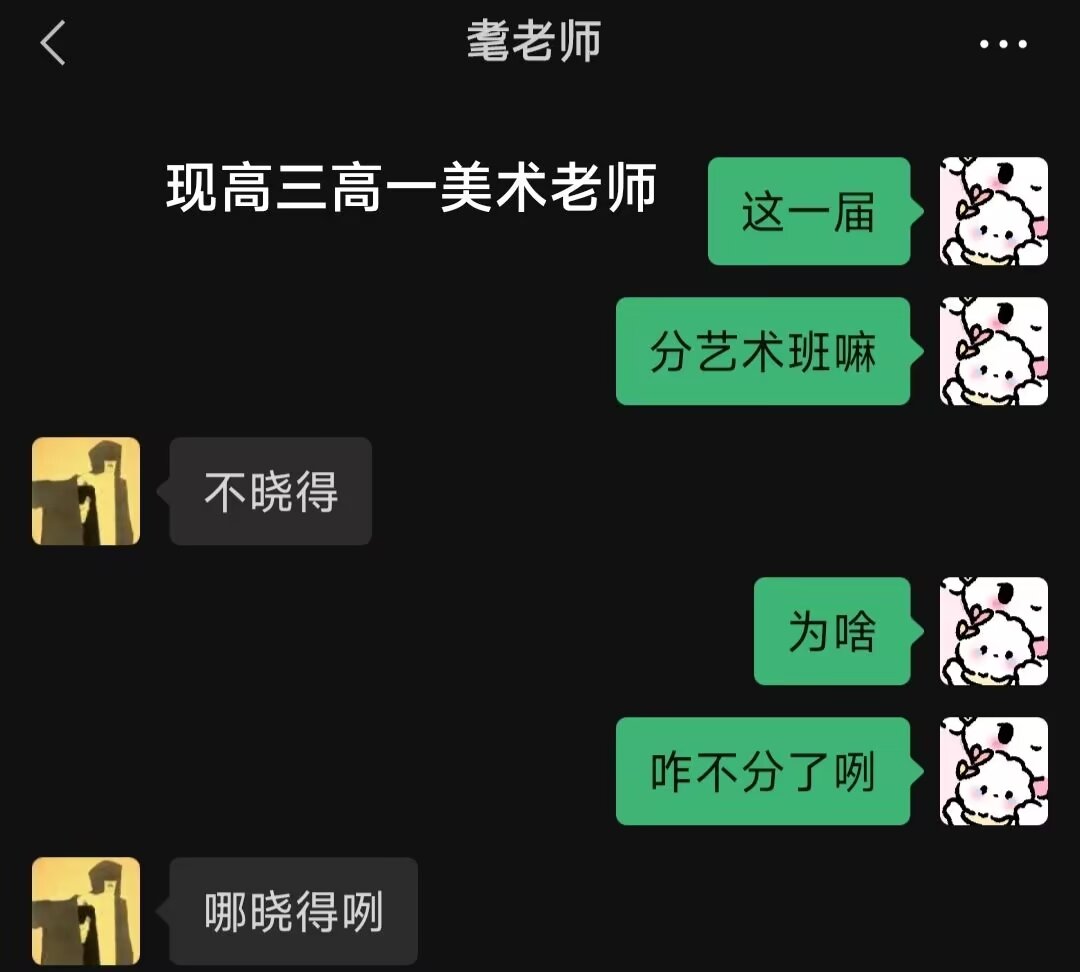 耄老师
现高三高一美术老师
这一届
分艺术班嘛
不晓得
为啥
咋不分了咧
哪晓得咧